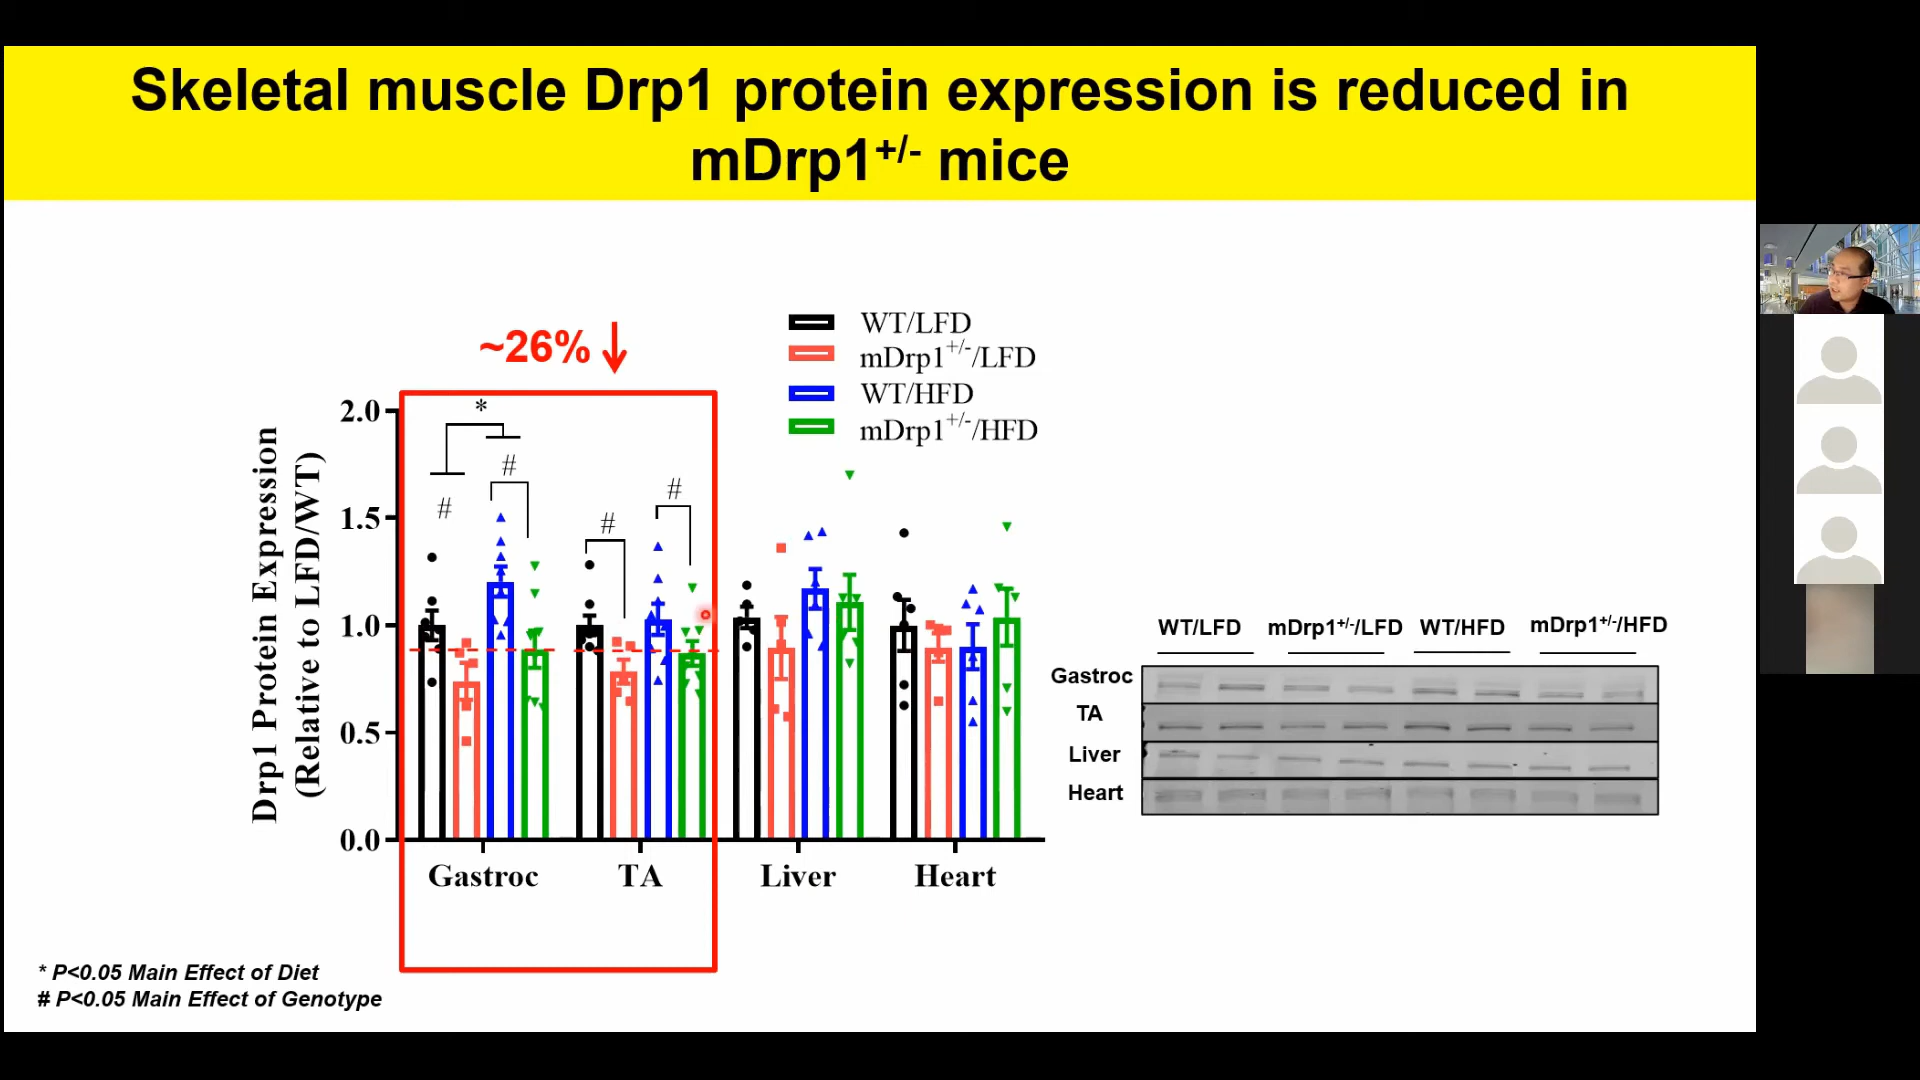 Skeletal muscle Drp1 protein expression is reduced in
mDrp1+/- mice
~26%
WT/LFD
mDrp1+/-/LFD
WT/HFD
mDrp1+/-/HFD
Drp1 Protein Expression
(Relative to LFD/WT)
2.0
1.5
1.0
0.5
0.0
*
#
#
#
#
Gastroc
TA
Liver
Heart
WT/LFD
mDrp1+/-/LFD
WT/HFD
mDrp1+/-/HFD
Gastroc
TA
Liver
Heart
* P<0.05 Main Effect of Diet
# P<0.05 Main Effect of Genotype